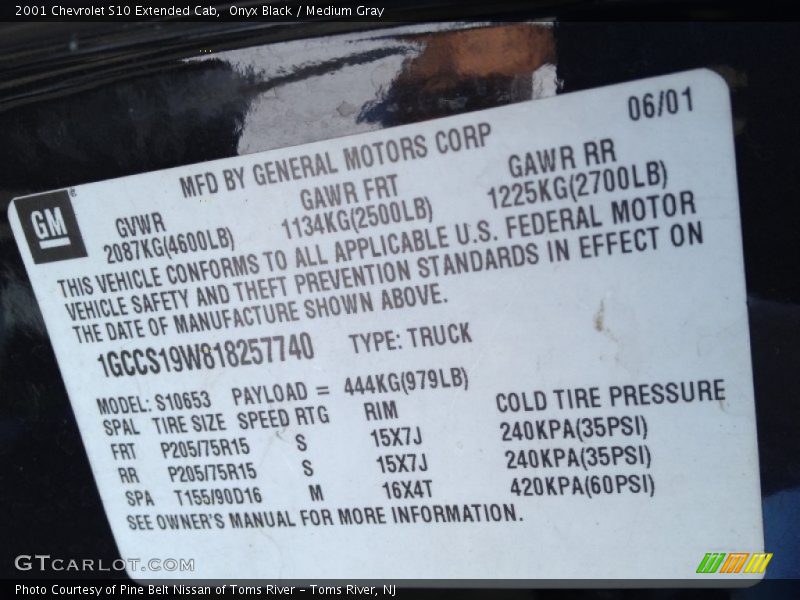 2001 Chevrolet S10 Extended Cab,  Onyx Black / Medium Gray
06/01
MFD BY GENERAL MOTORS CORP
GM
GVWR GAWR FRT GAWR RR
2087KG(4600LB) 1134KG(2500LB) 1225KG(2700LB)
THIS VEHICLE CONFORMS TO ALL APPLICABLE U.S. FEDERAL MOTOR
VEHICLE SAFETY AND THEFT PREVENTION STANDARDS IN EFFECT ON
THE DATE OF MANUFACTURE SHOWN ABOVE.
1GCCS19W818257740 TYPE: TRUCK
MODEL: S10653 PAYLOAD = 444KG(979LB)
SPAL TIRE SIZE SPEED RTG RIM COLD TIRE PRESSURE
FRT P205/75R15 S 15X7J 240KPA(35PSI)
RR P205/75R15 S 15X7J 240KPA(35PSI)
SPA T155/90D16 M 16X4T 420KPA(60PSI)
SEE OWNER'S MANUAL FOR MORE INFORMATION.
GTCARLOT.COM
Photo Courtesy of Pine Belt Nissan of Toms River – Toms River, NJ